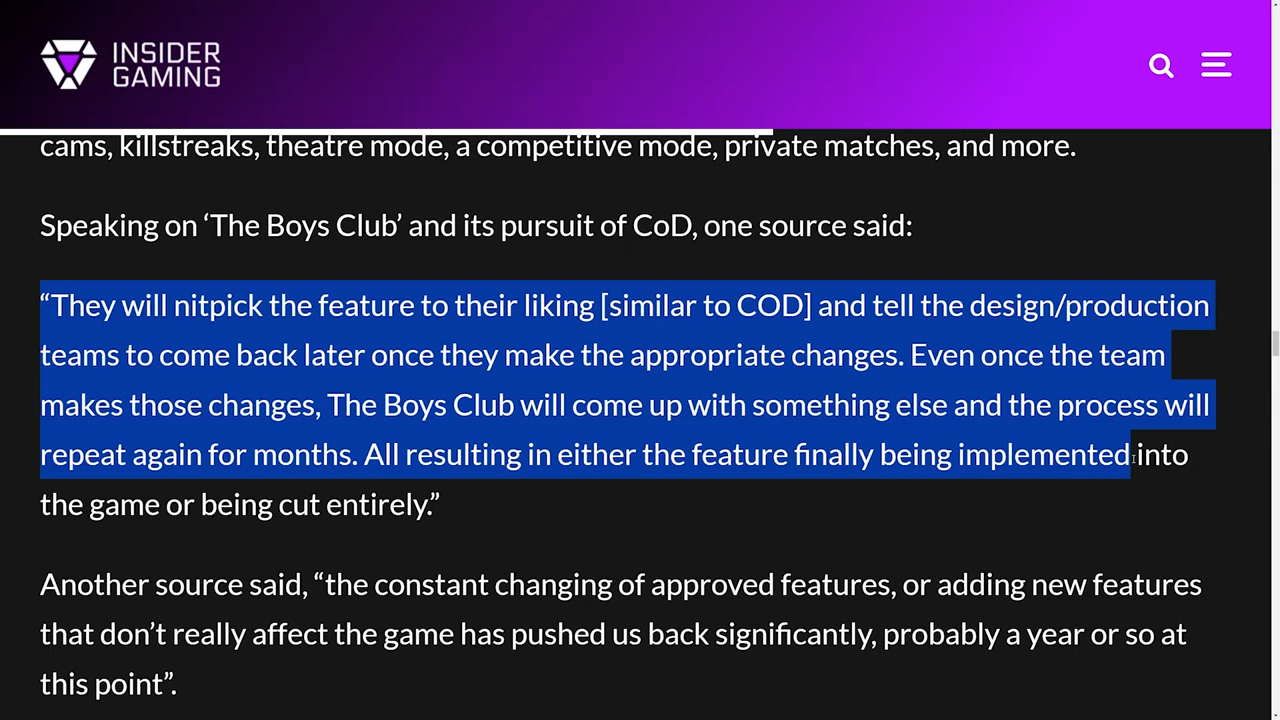 INSIDER
GAMING
cams, killstreaks, theatre mode, a competitive mode, private matches, and more.
Speaking on ‘The Boys Club’ and its pursuit of CoD, one source said:
“They will nitpick the feature to their liking [similar to COD] and tell the design/production
teams to come back later once they make the appropriate changes. Even once the team
makes those changes, The Boys Club will come up with something else and the process will
repeat again for months. All resulting in either the feature finally being implemented into
the game or being cut entirely.”
Another source said, “the constant changing of approved features, or adding new features
that don’t really affect the game has pushed us back significantly, probably a year or so at
this point”.